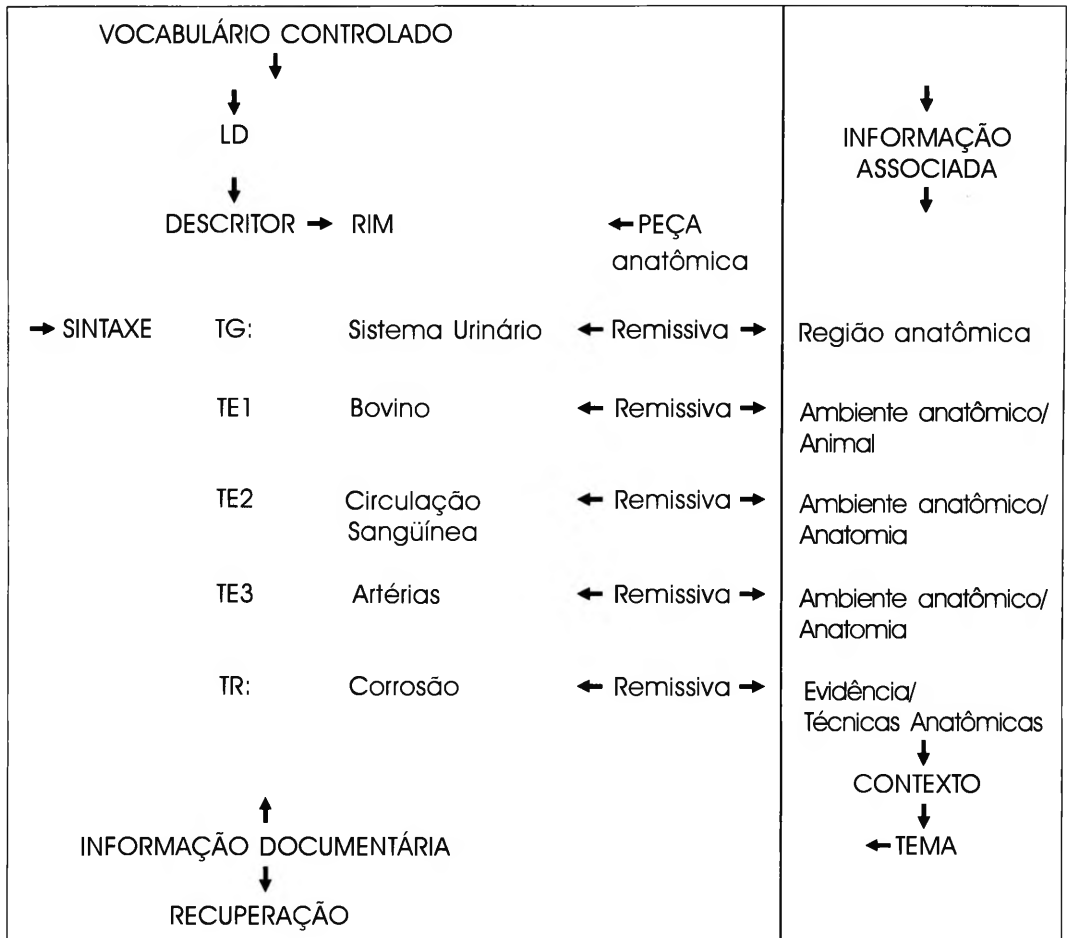 VOCABULÁRIO CONTROLADO
LD
DESCRITOR → RIM ← PEÇA
anatômica
→ SINTAXE TG: Sistema Urinário ← Remissiva →
TE1 Bovino ← Remissiva →
TE2 Circulação ← Remissiva →
Sangüínea
TE3 Artérias ← Remissiva →
TR: Corrosão ← Remissiva →
INFORMAÇÃO DOCUMENTÁRIA
RECUPERAÇÃO
INFORMAÇÃO
ASSOCIADA
Região anatômica
Ambiente anatômico/
Animal
Ambiente anatômico/
Anatomia
Ambiente anatômico/
Anatomia
Evidência/
Técnicas Anatômicas
CONTEXTO
← TEMA